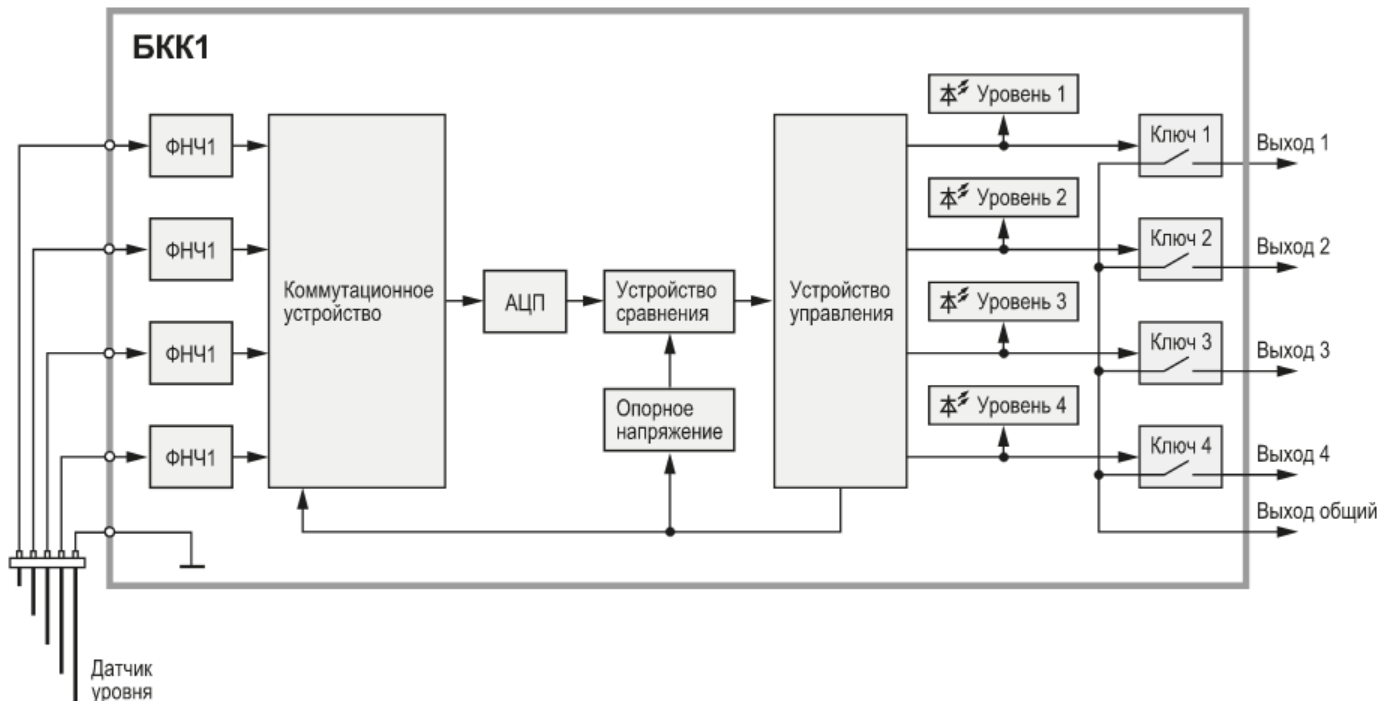 БКК1
ФНЧ1
ФНЧ1
ФНЧ1
ФНЧ1
Коммутационное
устройство
АЦП
Устройство
сравнения
Опорное
напряжение
Устройство
управления
Уровень 1
Уровень 2
Уровень 3
Уровень 4
Ключ 1
Ключ 2
Ключ 3
Ключ 4
Выход 1
Выход 2
Выход 3
Выход 4
Выход общий
Датчик
уровня